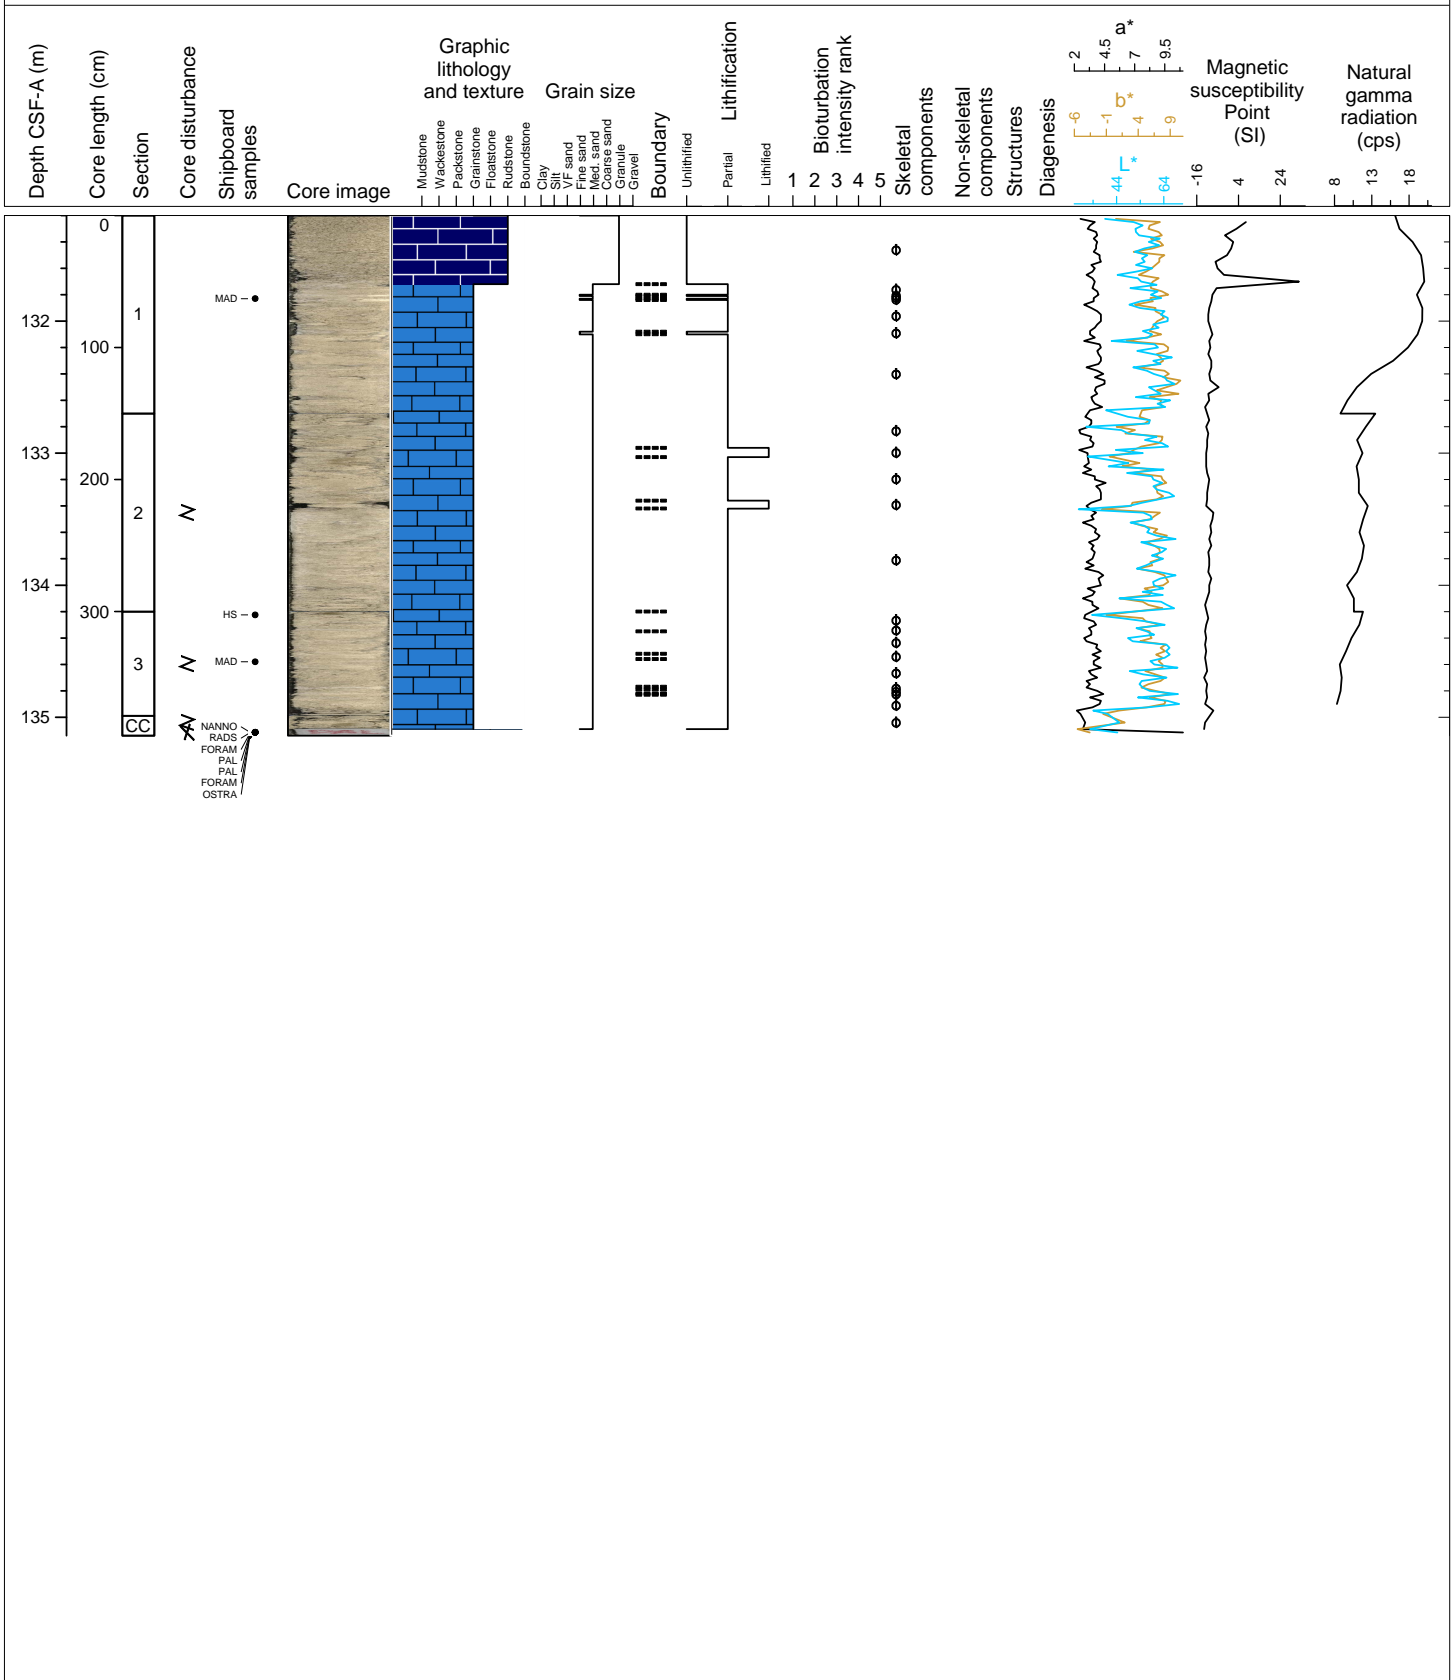 Depth CSF-A (m)
Core length (cm)
Section
Core disturbance
Shipboard
samples
Core image
Graphic
lithology
and texture
Mudstone
Wackestone
Packstone
Grainstone
Floatstone
Rudstone
Boundstone
Grain size
Clay
Silt
VF sand
Fine sand
Med. sand
Coarse sand
Granule
Gravel
Boundary
Lithification
Unlithified
Partial
Lithified
Bioturbation
intensity rank
1 2 3 4 5
Skeletal
components
Non-skeletal
components
Structures
Diagenesis
a*
2 4.5 7 9.5
b*
-6 -1 4 9
L*
44 64
Magnetic
susceptibility
Point
(SI)
-16 4 24
Natural
gamma
radiation
(cps)
8 13 18
0
MAD
132
1
100
133
200
2
134
300
HS
MAD
3
135
CC
NANNO
RADS
FORAM
PAL
PAL
FORAM
OSTRA